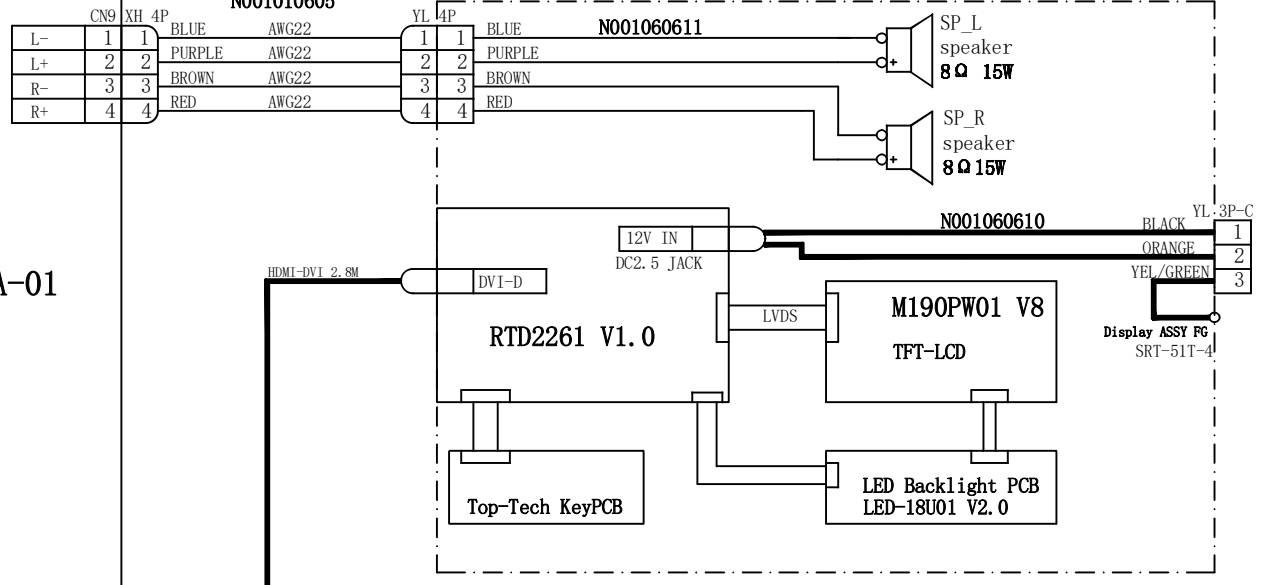 N001010605
CN9 XH 4P
YL 4P
L- 1 1 BLUE AWG22 1 1 BLUE N001060611
L+ 2 2 PURPLE AWG22 2 2 PURPLE
R- 3 3 BROWN AWG22 3 3 BROWN
R+ 4 4 RED AWG22 4 4 RED
SP_L
speaker
8Ω 15W
+
SP_R
speaker
8Ω 15W
+
YL 3P-C
N001060610
BLACK 1
ORANGE 2
YEL/GREEN 3
12V IN
DC2.5 JACK
HDMI-DVI 2.8M
DVI-D
A-01
LVDS
RTD2261 V1.0
M190PW01 V8
TFT-LCD
Display ASSY FG
SRT-51T-4
Top-Tech KeyPCB
LED Backlight PCB
LED-18U01 V2.0